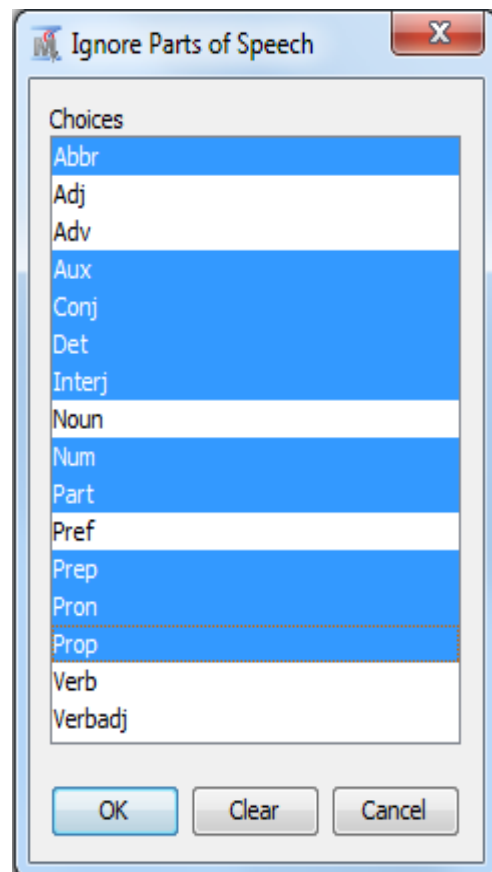 Ignore Parts of Speech
Choices
Abbr
Adj
Adv
Aux
Conj
Det
Interj
Noun
Num
Part
Pref
Prep
Pron
Prop
Verb
Verbadj
OK Clear Cancel